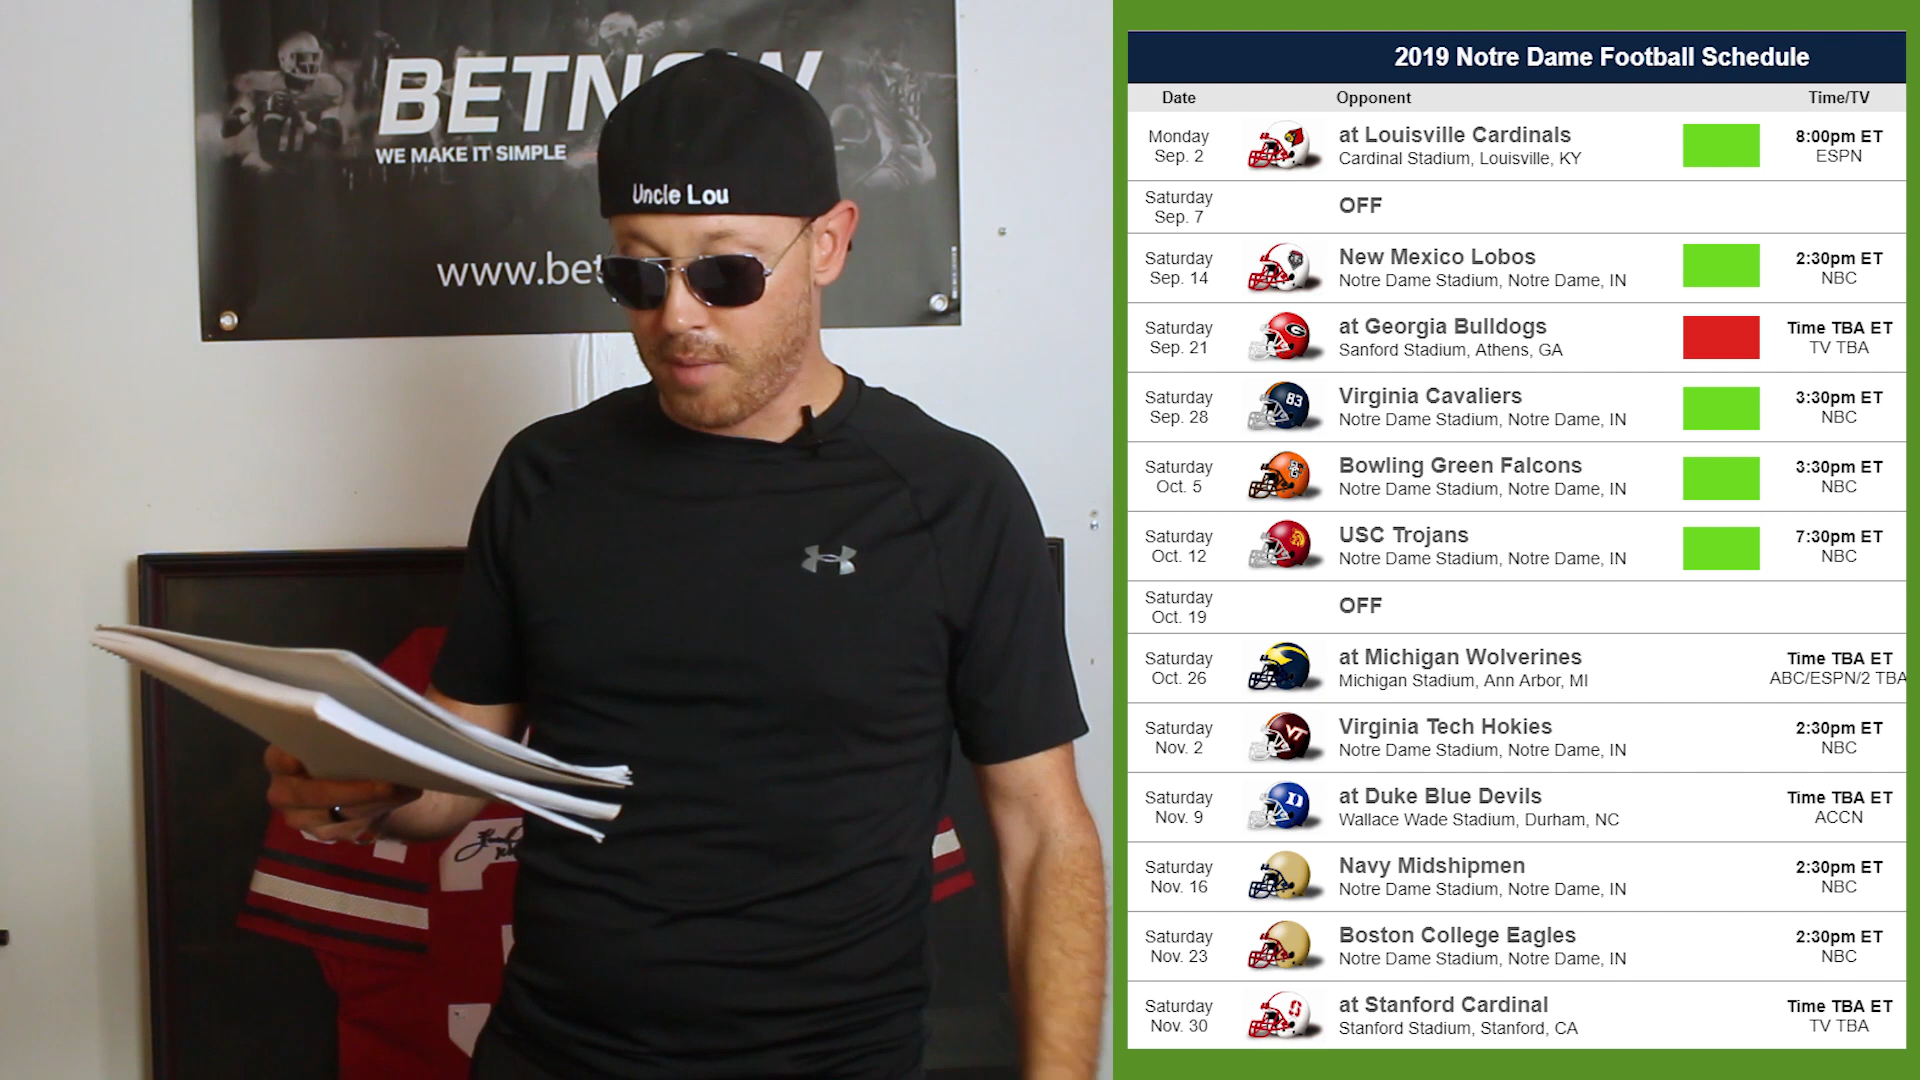 BETNOW
WE MAKE IT SIMPLE
Uncle Lou
www.bet
2019 Notre Dame Football Schedule
Date Opponent Time/TV
Monday at Louisville Cardinals 8:00pm ET
Sep. 2 Cardinal Stadium, Louisville, KY ESPN
Saturday
Sep. 7 OFF
Saturday New Mexico Lobos 2:30pm ET
Sep. 14 Notre Dame Stadium, Notre Dame, IN NBC
Saturday at Georgia Bulldogs Time TBA ET
Sep. 21 Sanford Stadium, Athens, GA TV TBA
Saturday Virginia Cavaliers 3:30pm ET
Sep. 28 Notre Dame Stadium, Notre Dame, IN NBC
83
Saturday Bowling Green Falcons 3:30pm ET
Oct. 5 Notre Dame Stadium, Notre Dame, IN NBC
Saturday USC Trojans 7:30pm ET
Oct. 12 Notre Dame Stadium, Notre Dame, IN NBC
Saturday
Oct. 19 OFF
Saturday at Michigan Wolverines Time TBA ET
Oct. 26 Michigan Stadium, Ann Arbor, MI ABC/ESPN/2 TBA
Saturday Virginia Tech Hokies 2:30pm ET
Nov. 2 Notre Dame Stadium, Notre Dame, IN NBC
VT
Saturday at Duke Blue Devils Time TBA ET
Nov. 9 Wallace Wade Stadium, Durham, NC ACCN
D
Saturday Navy Midshipmen 2:30pm ET
Nov. 16 Notre Dame Stadium, Notre Dame, IN NBC
Saturday Boston College Eagles 2:30pm ET
Nov. 23 Notre Dame Stadium, Notre Dame, IN NBC
Saturday at Stanford Cardinal Time TBA ET
Nov. 30 Stanford Stadium, Stanford, CA TV TBA